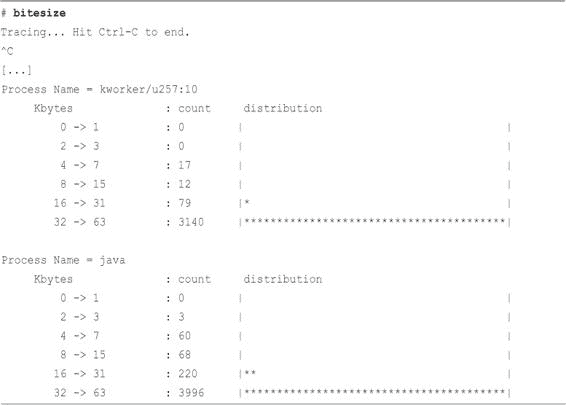 # bitesize
Tracing... Hit Ctrl-C to end.
^C
[...]
Process Name = kworker/u257:10
     Kbytes              : count     distribution
         0 -> 1          : 0        |                                        |
         2 -> 3          : 0        |                                        |
         4 -> 7          : 17       |                                        |
         8 -> 15         : 12       |                                        |
        16 -> 31         : 79       |*                                       |
        32 -> 63         : 3140     |****************************************|

Process Name = java
     Kbytes              : count     distribution
         0 -> 1          : 0        |                                        |
         2 -> 3          : 3        |                                        |
         4 -> 7          : 60       |                                        |
         8 -> 15         : 68       |                                        |
        16 -> 31         : 220      |**                                      |
        32 -> 63         : 3996     |****************************************|